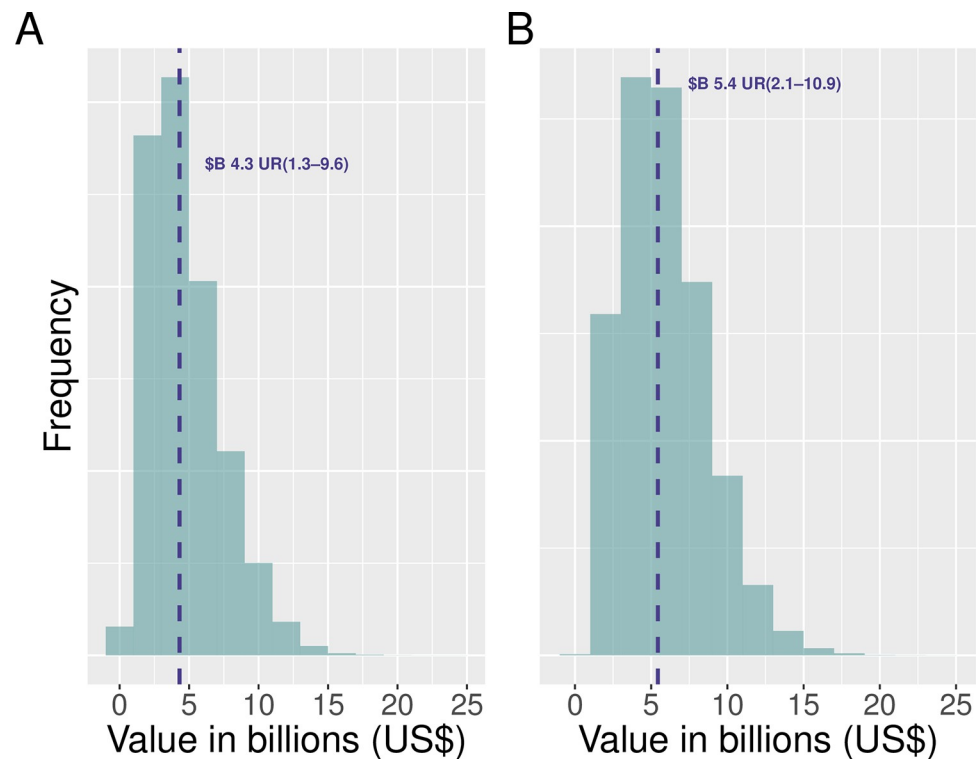 A
B
$B 4.3 UR(1.3–9.6)
$B 5.4 UR(2.1–10.9)
Frequency
0 5 10 15 20 25
0 5 10 15 20 25
Value in billions (US$)
Value in billions (US$)